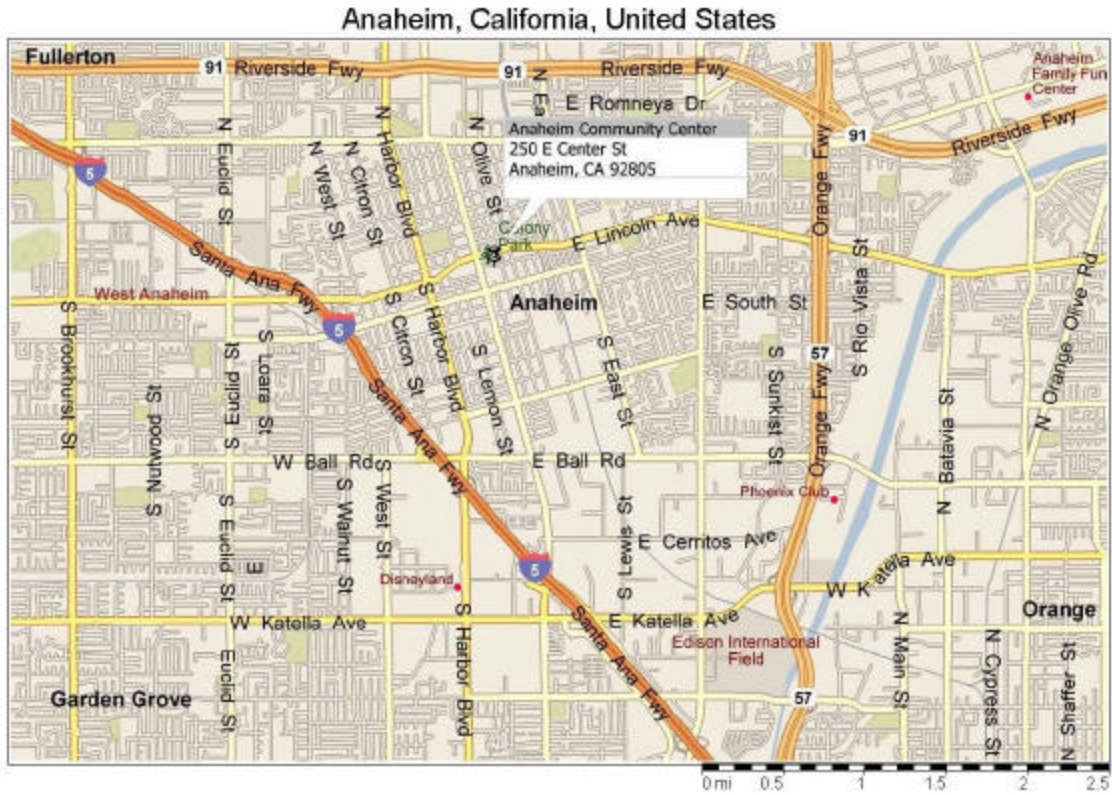 Anaheim, California, United States
Fullerton
91
Riverside Fwy
91
Riverside Fwy
Anaheim
Family Fun
Center
N Ea
E Romneya Dr
Anaheim Community Center
250 E Center St
Anaheim, CA 92805
91
Riverside Fwy
N Euclid St
N West St
N Citron St
N Harbor Blvd
N Olive St
Orange Fwy
5
Colony
Park
E Lincoln Ave
Santa Ana Fwy
West Anaheim
Anaheim
E South St
S Rio Vista St
N Orange Olive Rd
5
S Brookhurst St
S Loara St
S Euclid St
S Citron St
S Harbor Blvd
S Lemon St
S East St
57
S Sunkist St
Orange Fwy
S Nutwood St
Santa Ana Fwy
N Batavia St
W Ball Rd
E Ball Rd
S West St
S Walnut St
Phoenix Club
S Euclid St
E
S Lewis St
E Cerritos Ave
Disneyland
5
W Katella Ave
W Katella Ave
E Katella Ave
Orange
S Harbor Blvd
Santa Ana Fwy
Edison International
Field
N Main St
N Cypress St
N Shaffer St
Euclid St
Garden Grove
57
0 mi 0.5 1 1.5 2 2.5